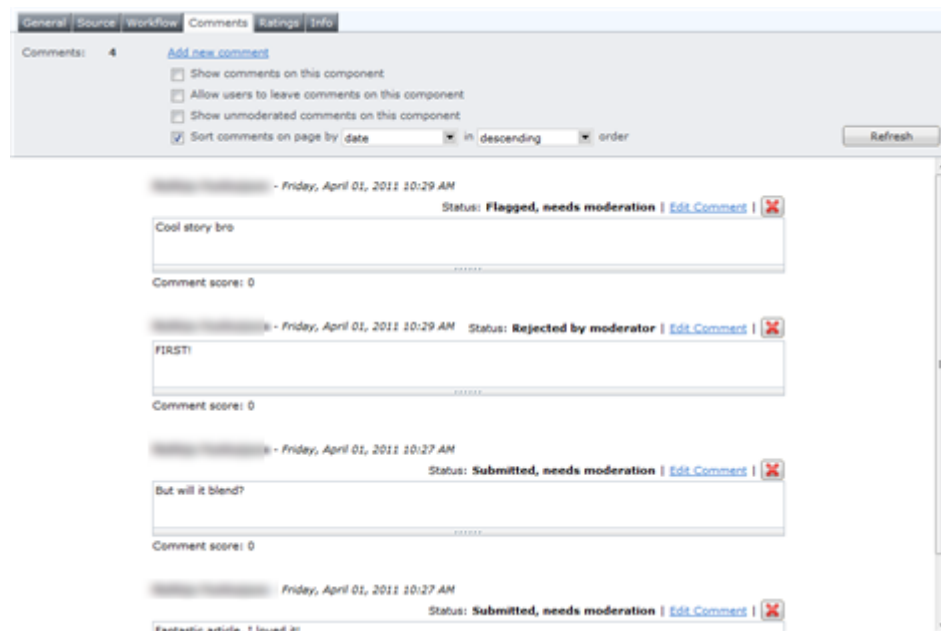 General Source Workflow Comments Ratings Info
Comments: 4 Add new comment
Show comments on this component
Allow users to leave comments on this component
Show unmoderated comments on this component
Sort comments on page by date in descending order Refresh
- Friday, April 01, 2011 10:29 AM
Status: Flagged, needs moderation | Edit Comment |
Cool story bro
Comment score: 0
- Friday, April 01, 2011 10:29 AM Status: Rejected by moderator | Edit Comment |
FIRST!
Comment score: 0
- Friday, April 01, 2011 10:27 AM
Status: Submitted, needs moderation | Edit Comment |
But will it blend?
Comment score: 0
Friday, April 01, 2011 10:27 AM
Status: Submitted, needs moderation | Edit Comment |
Fantastic article, I loved it!